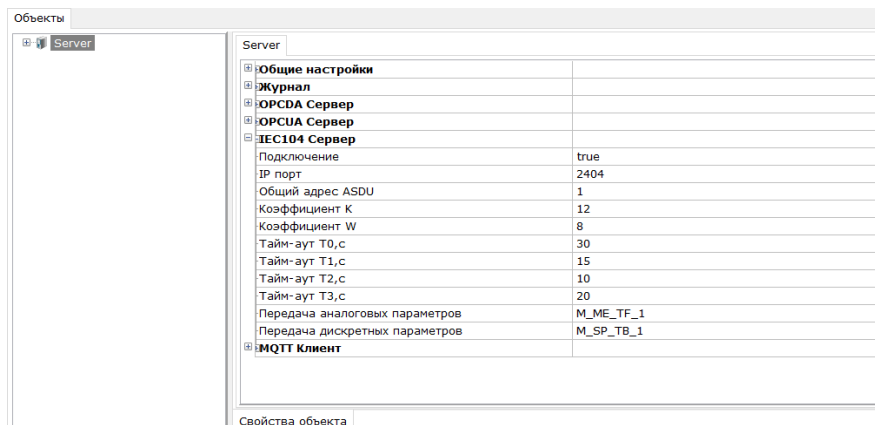 Объекты
Server
Server
Общие настройки
Журнал
OPCDA Сервер
OPCUA Сервер
IEC104 Сервер
Подключение true
IP порт 2404
Общий адрес ASDU 1
Коэффициент K 12
Коэффициент W 8
Тайм-аут T0,с 30
Тайм-аут T1,с 15
Тайм-аут T2,с 10
Тайм-аут T3,с 20
Передача аналоговых параметров M_ME_TF_1
Передача дискретных параметров M_SP_TB_1
MQTT Клиент
Свойства объекта